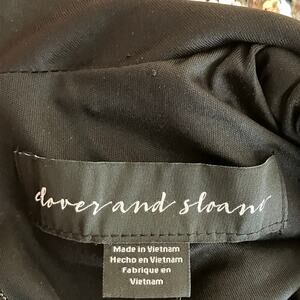 clover and sloane
Made in Vietnam
Hecho en Vietnam
Fabrique en
Vietnam